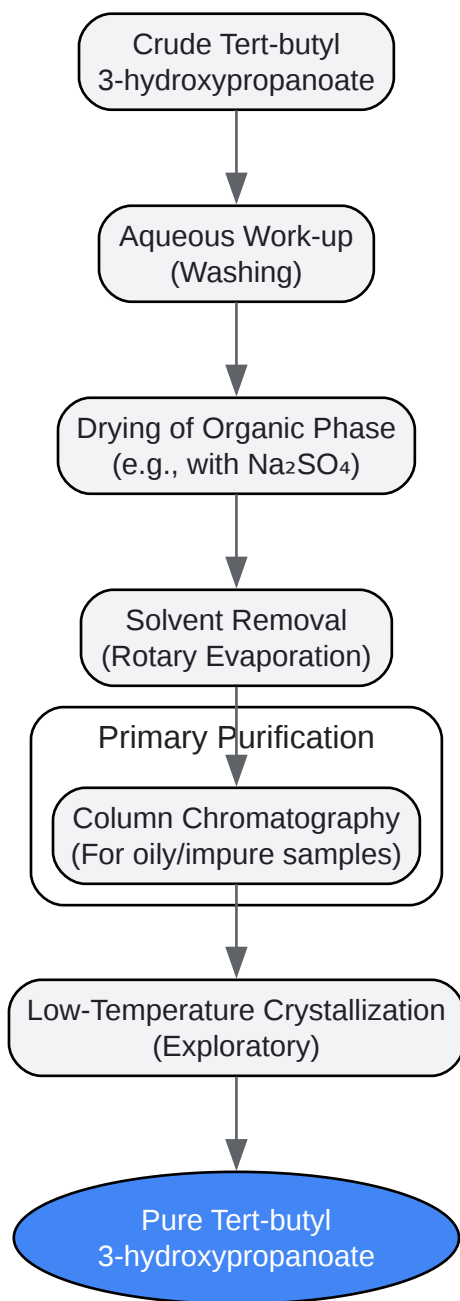 Crude Tert-butyl
3-hydroxypropanoate
Aqueous Work-up
(Washing)
Drying of Organic Phase
(e.g., with Na₂SO₄)
Solvent Removal
(Rotary Evaporation)
Primary Purification
Column Chromatography
(For oily/impure samples)
Low-Temperature Crystallization
(Exploratory)
Pure Tert-butyl
3-hydroxypropanoate